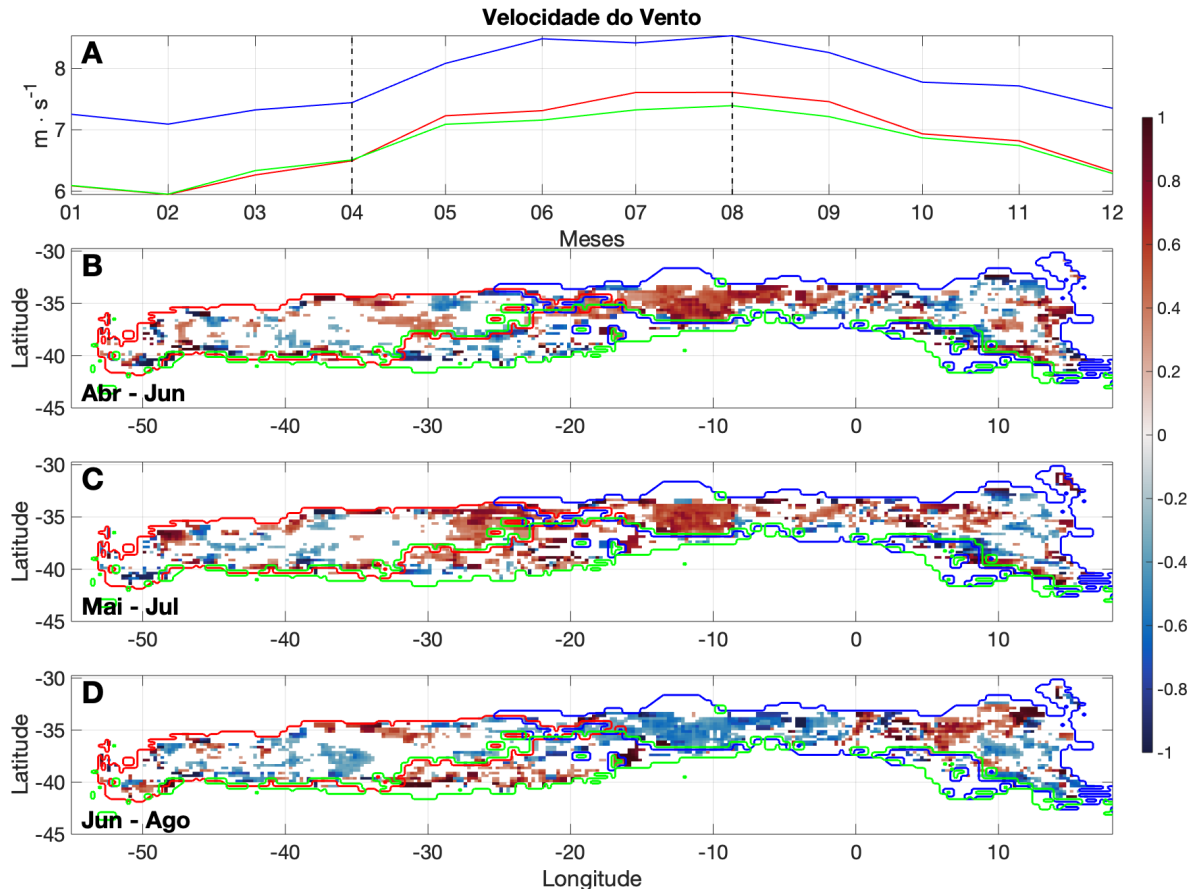 Velocidade do Vento
A
8
7
6
m · s⁻¹
01 02 03 04 05 06 07 08 09 10 11 12
Meses
B
-30
-35
-40
-45
Latitude
Abr - Jun
-50 -40 -30 -20 -10 0 10
C
-30
-35
-40
-45
Latitude
Mai - Jul
-50 -40 -30 -20 -10 0 10
D
-30
-35
-40
-45
Latitude
Jun - Ago
-50 -40 -30 -20 -10 0 10
Longitude
1
0.8
0.6
0.4
0.2
0
-0.2
-0.4
-0.6
-0.8
-1